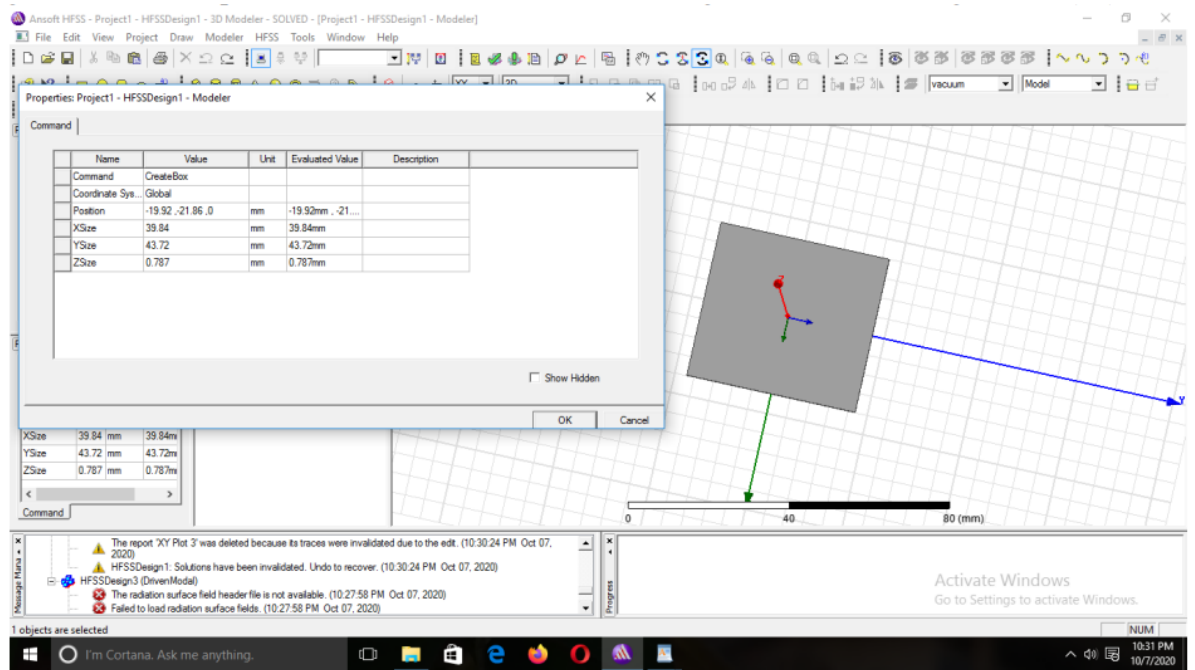 Ansoft HFSS - Project1 - HFSSDesign1 - 3D Modeler - SOLVED - [Project1 - HFSSDesign1 - Modeler]
File Edit View Project Draw Modeler HFSS Tools Window Help
vacuum Model
Properties: Project1 - HFSSDesign1 - Modeler
Command
Name Value Unit Evaluated Value Description
Command CreateBox
Coordinate Sys... Global
Position -19.92 ,-21.86 ,0 mm -19.92mm , -21....
XSize 39.84 mm 39.84mm
YSize 43.72 mm 43.72mm
ZSize 0.787 mm 0.787mm
Show Hidden
OK Cancel
Z
Y
XSize 39.84 mm 39.84m
YSize 43.72 mm 43.72m
ZSize 0.787 mm 0.787m
Command
0 40 80 (mm)
The report 'XY Plot 3' was deleted because its traces were invalidated due to the edit. (10:30:24 PM Oct 07,
2020)
HFSSDesign1: Solutions have been invalidated. Undo to recover. (10:30:24 PM Oct 07, 2020)
HFSSDesign3 (DrivenModal)
The radiation surface field header file is not available. (10:27:58 PM Oct 07, 2020)
Failed to load radiation surface fields. (10:27:58 PM Oct 07, 2020)
Message Mana
Progress
Activate Windows
Go to Settings to activate Windows.
1 objects are selected
NUM
I'm Cortana. Ask me anything.
10:31 PM
10/7/2020